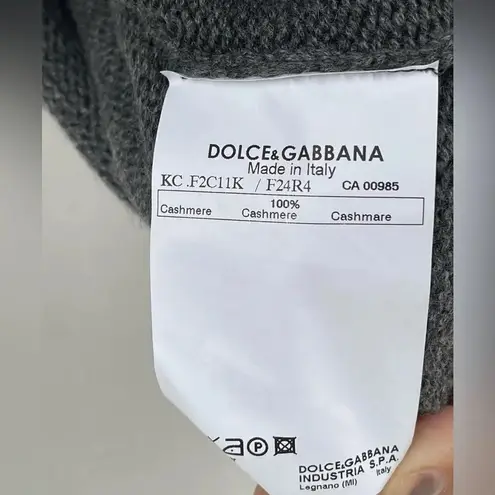 DOLCE&GABBANA
Made in Italy
KC .F2C11K / F24R4 CA 00985
100%
Cashmere Cashmere Cashmare
P
DOLCE&GABBANA
INDUSTRIA S.P.A.
Legnano (MI) Italy